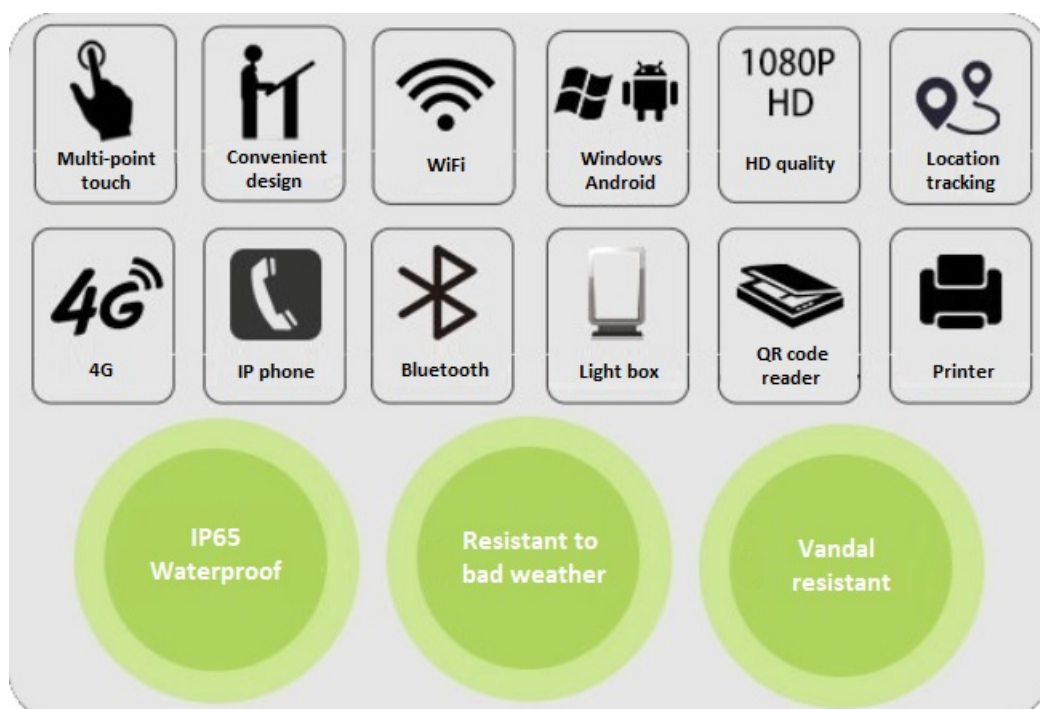 1080P
HD
Multi-point
touch
Convenient
design
WiFi
Windows
Android
HD quality
Location
tracking
4G
4G
IP phone
Bluetooth
Light box
QR code
reader
Printer
IP65
Waterproof
Resistant to
bad weather
Vandal
resistant